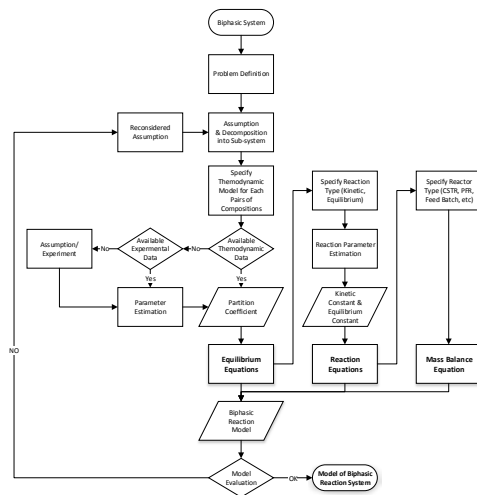 Biphasic System
Problem Definition
Reconsidered
Assumption
Assumption
& Decomposition
into Sub-system
Specify
Themodynamic
Model for Each
Pairs of
Compositions
Specify Reaction
Type (Kinetic,
Equilibrium)
Specify Reactor
Type (CSTR, PFR,
Feed Batch, etc)
Assumption/
Experiment
No
Available
Experimental
Data
No
Available
Thermodynamic
Data
Reaction Parameter
Estimation
Yes
Yes
Parameter
Estimation
Partition
Coefficient
Kinetic
Constant &
Equilibrium
Constant
NO
Equilibrium
Equations
Reaction
Equations
Mass Balance
Equation
Biphasic
Reaction
Model
Model
Evaluation
OK
Model of Biphasic
Reaction System